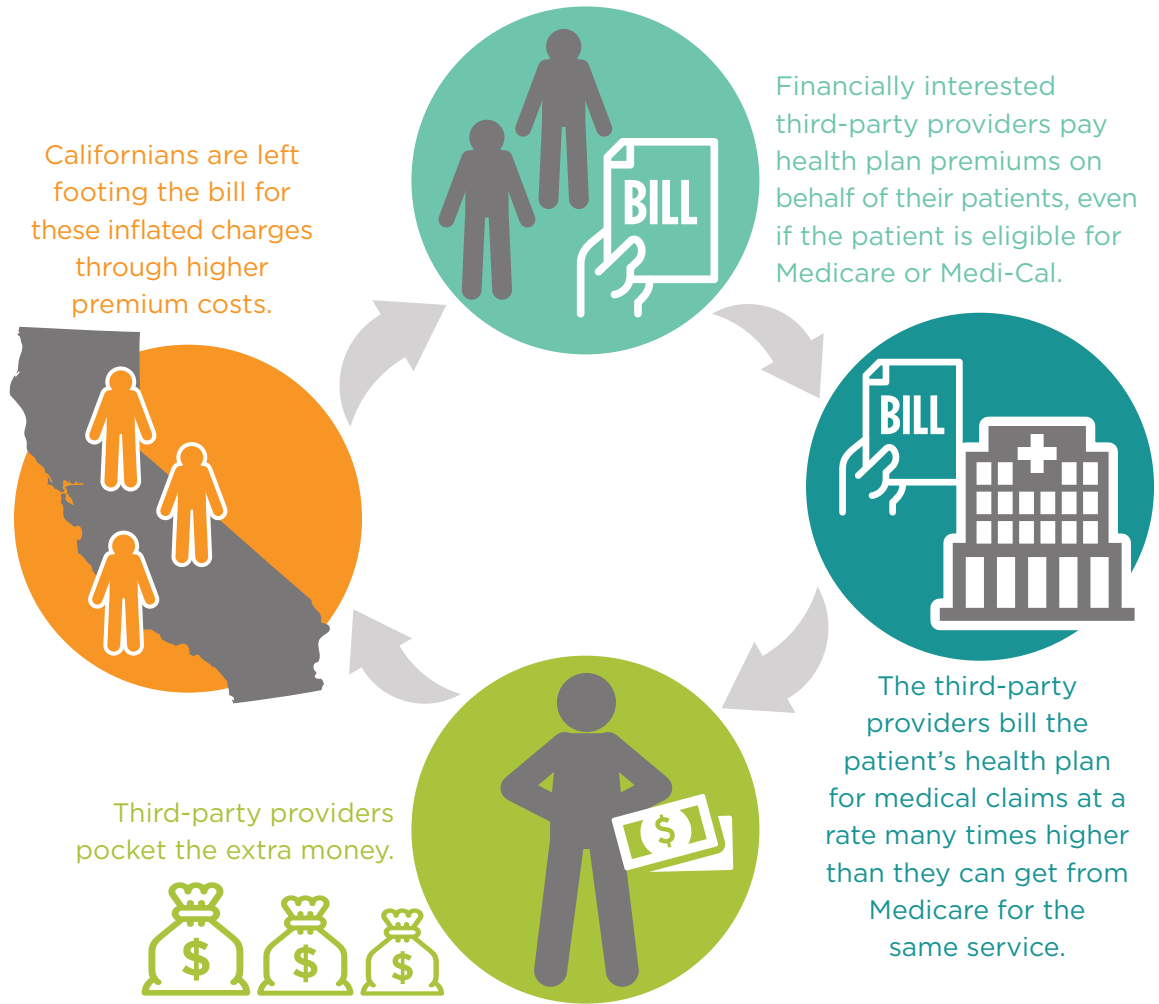 Financially interested
third-party providers pay
health plan premiums on
behalf of their patients, even
if the patient is eligible for
Medicare or Medi-Cal.
BILL
BILL
The third-party
providers bill the
patient’s health plan
for medical claims at a
rate many times higher
than they can get from
Medicare for the
same service.
Third-party providers
pocket the extra money.
$
$ $ $
Californians are left
footing the bill for
these inflated charges
through higher
premium costs.